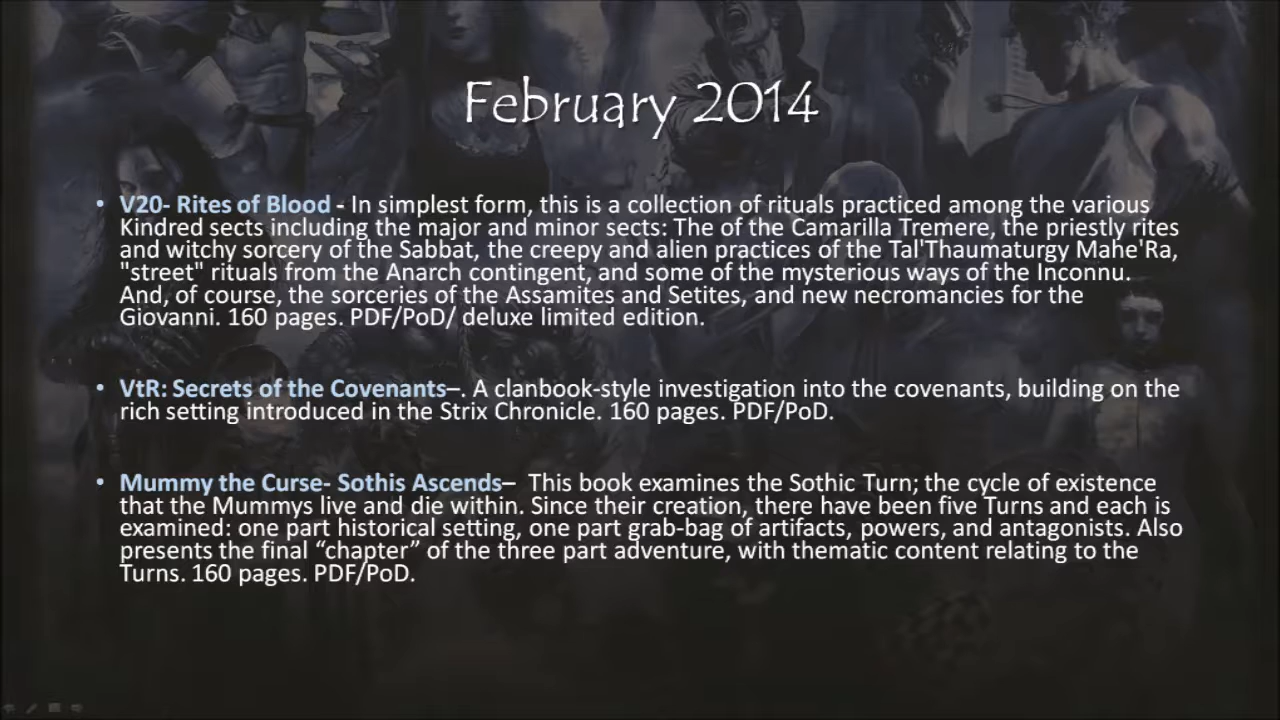 February 2014
• V20- Rites of Blood - In simplest form, this is a collection of rituals practiced among the various
Kindred sects including the major and minor sects: The of the Camarilla Tremere, the priestly rites
and witchy sorcery of the Sabbat, the creepy and alien practices of the Tal'Thaumaturgy Mahe'Ra,
"street" rituals from the Anarch contingent, and some of the mysterious ways of the Inconnu.
And, of course, the sorceries of the Assamites and Setites, and new necromancies for the
Giovanni. 160 pages. PDF/PoD/ deluxe limited edition.
• VtR: Secrets of the Covenants–. A clanbook-style investigation into the covenants, building on the
rich setting introduced in the Strix Chronicle. 160 pages. PDF/PoD.
• Mummy the Curse- Sothis Ascends– This book examines the Sothic Turn; the cycle of existence
that the Mummys live and die within. Since their creation, there have been five Turns and each is
examined: one part historical setting, one part grab-bag of artifacts, powers, and antagonists. Also
presents the final “chapter” of the three part adventure, with thematic content relating to the
Turns. 160 pages. PDF/PoD.